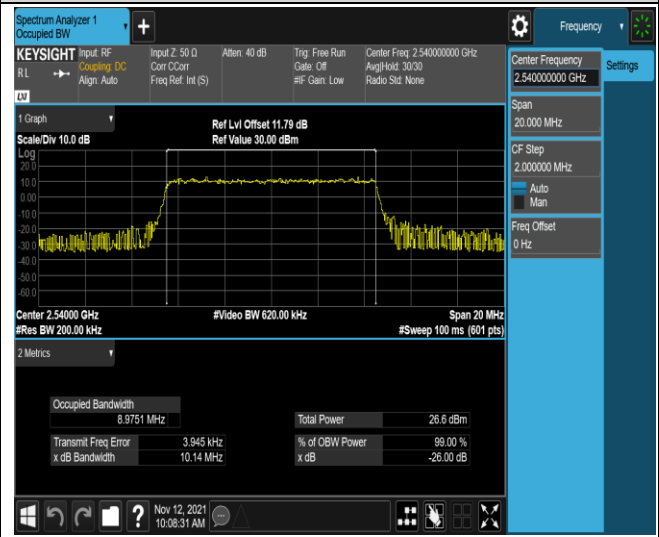 Spectrum Analyzer 1
Occupied BW
+
Frequency
KEYSIGHT
R L
LXI
Input: RF
Coupling: DC
Align: Auto
Input Z: 50 Ω
Corr CCorr
Freq Ref: Int (S)
Atten: 40 dB
Trig: Free Run
Gate: Off
#IF Gain: Low
Center Freq: 2.540000000 GHz
Avg|Hold: 30/30
Radio Std: None
Center Frequency
2.540000000 GHz
Settings
Span
20.000 MHz
CF Step
2.000000 MHz
Auto
Man
Freq Offset
0 Hz
1 Graph
Scale/Div 10.0 dB
Ref Lvl Offset 11.79 dB
Ref Value 30.00 dBm
Log
20.0
10.0
0.00
-10.0
-20.0
-30.0
-40.0
-50.0
-60.0
Center 2.54000 GHz
#Res BW 200.00 kHz
#Video BW 620.00 kHz
Span 20 MHz
#Sweep 100 ms (601 pts)
2 Metrics
Occupied Bandwidth
8.9751 MHz
Total Power 26.6 dBm
Transmit Freq Error 3.945 kHz
% of OBW Power 99.00 %
x dB Bandwidth 10.14 MHz
x dB -26.00 dB
?
Nov 12, 2021
10:08:31 AM